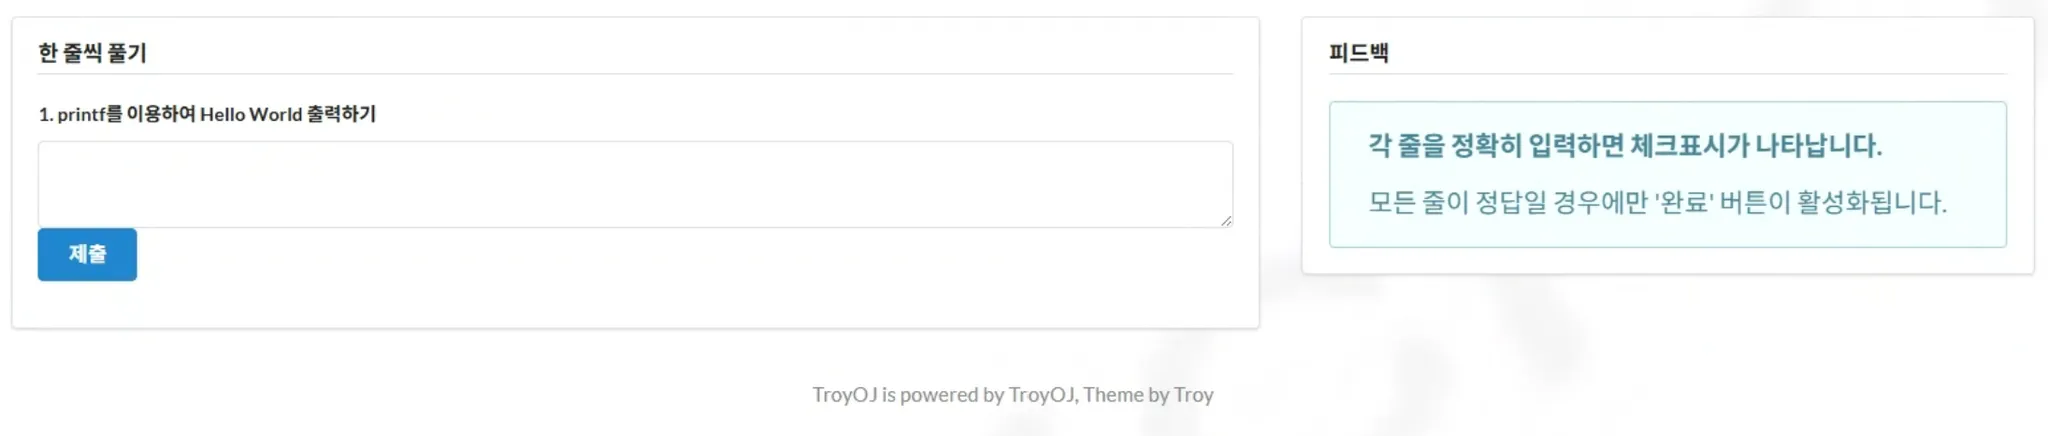 한 줄씩 풀기
1. printf를 이용하여 Hello World 출력하기
제출
피드백
각 줄을 정확히 입력하면 체크표시가 나타납니다.
모든 줄이 정답일 경우에만 '완료' 버튼이 활성화됩니다.
TroyOJ is powered by TroyOJ, Theme by Troy